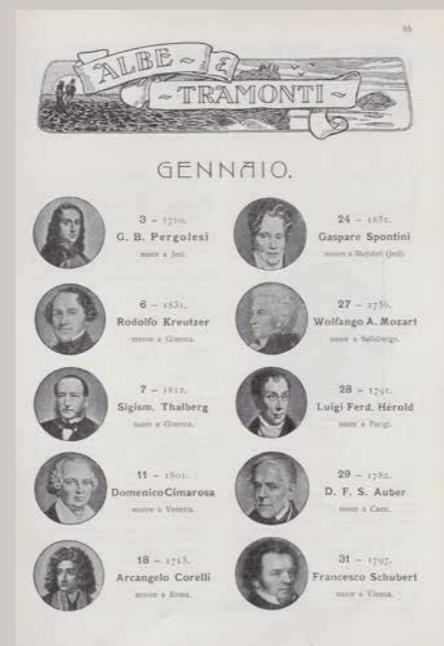 55
ALBE E
TRAMONTI
GENNAIO.
3 - 1710.
G. B. Pergolesi
nasce a Jesi.
6 - 1831.
Rodolfo Kreutzer
muore a Ginevra.
7 - 1812.
Sigism. Thalberg
nasce a Ginevra.
11 - 1801.
Domenico Cimarosa
muore a Venezia.
18 - 1713.
Arcangelo Corelli
muore a Roma.
24 - 1851.
Gaspare Spontini
muore a Majolati (Jesi).
27 - 1756.
Wolfango A. Mozart
nasce a Salisburgo.
28 - 1791.
Luigi Ferd. Hérold
nasce a Parigi.
29 - 1782.
D. F. S. Auber
nasce a Caen.
31 - 1797.
Francesco Schubert
nasce a Vienna.